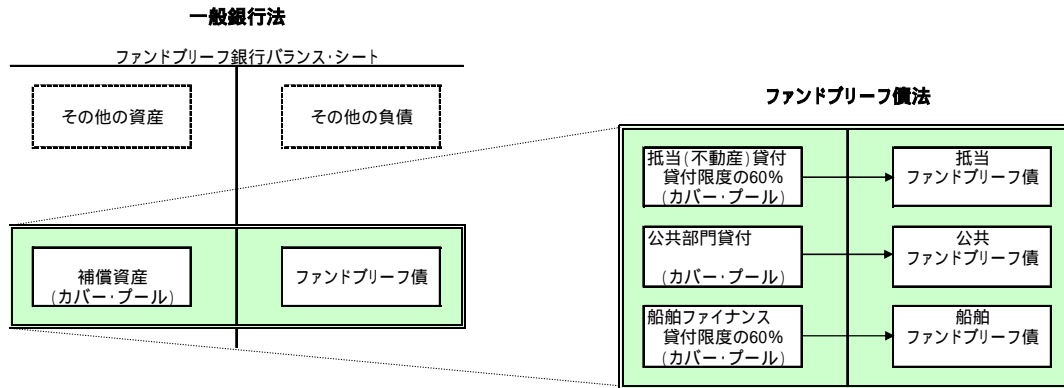 一般銀行法
ファンドブリーフ銀行バランス・シート
その他の資産
その他の負債
補償資産
(カバー・プール)
ファンドブリーフ債
ファンドブリーフ債法
抵当(不動産)貸付
貸付限度の60%
(カバー・プール)
抵当
ファンドブリーフ債
公共部門貸付
(カバー・プール)
公共
ファンドブリーフ債
船舶ファイナンス
貸付限度の60%
(カバー・プール)
船舶
ファンドブリーフ債